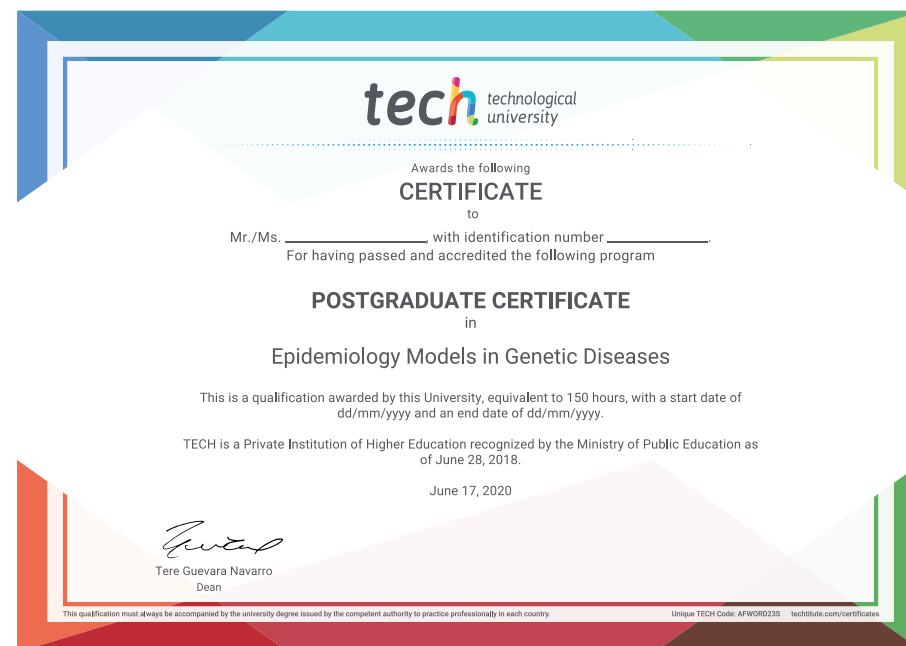 tech technological
university
Awards the following
CERTIFICATE
to
Mr./Ms. ____________________, with identification number ______________.
For having passed and accredited the following program
POSTGRADUATE CERTIFICATE
in
Epidemiology Models in Genetic Diseases
This is a qualification awarded by this University, equivalent to 150 hours, with a start date of
dd/mm/yyyy and an end date of dd/mm/yyyy.
TECH is a Private Institution of Higher Education recognized by the Ministry of Public Education as
of June 28, 2018.
June 17, 2020
Tere Guevara Navarro
Dean
This qualification must always be accompanied by the university degree issued by the competent authority to practice professionally in each country. Unique TECH Code: AFWORD23S techtitute.com/certificates